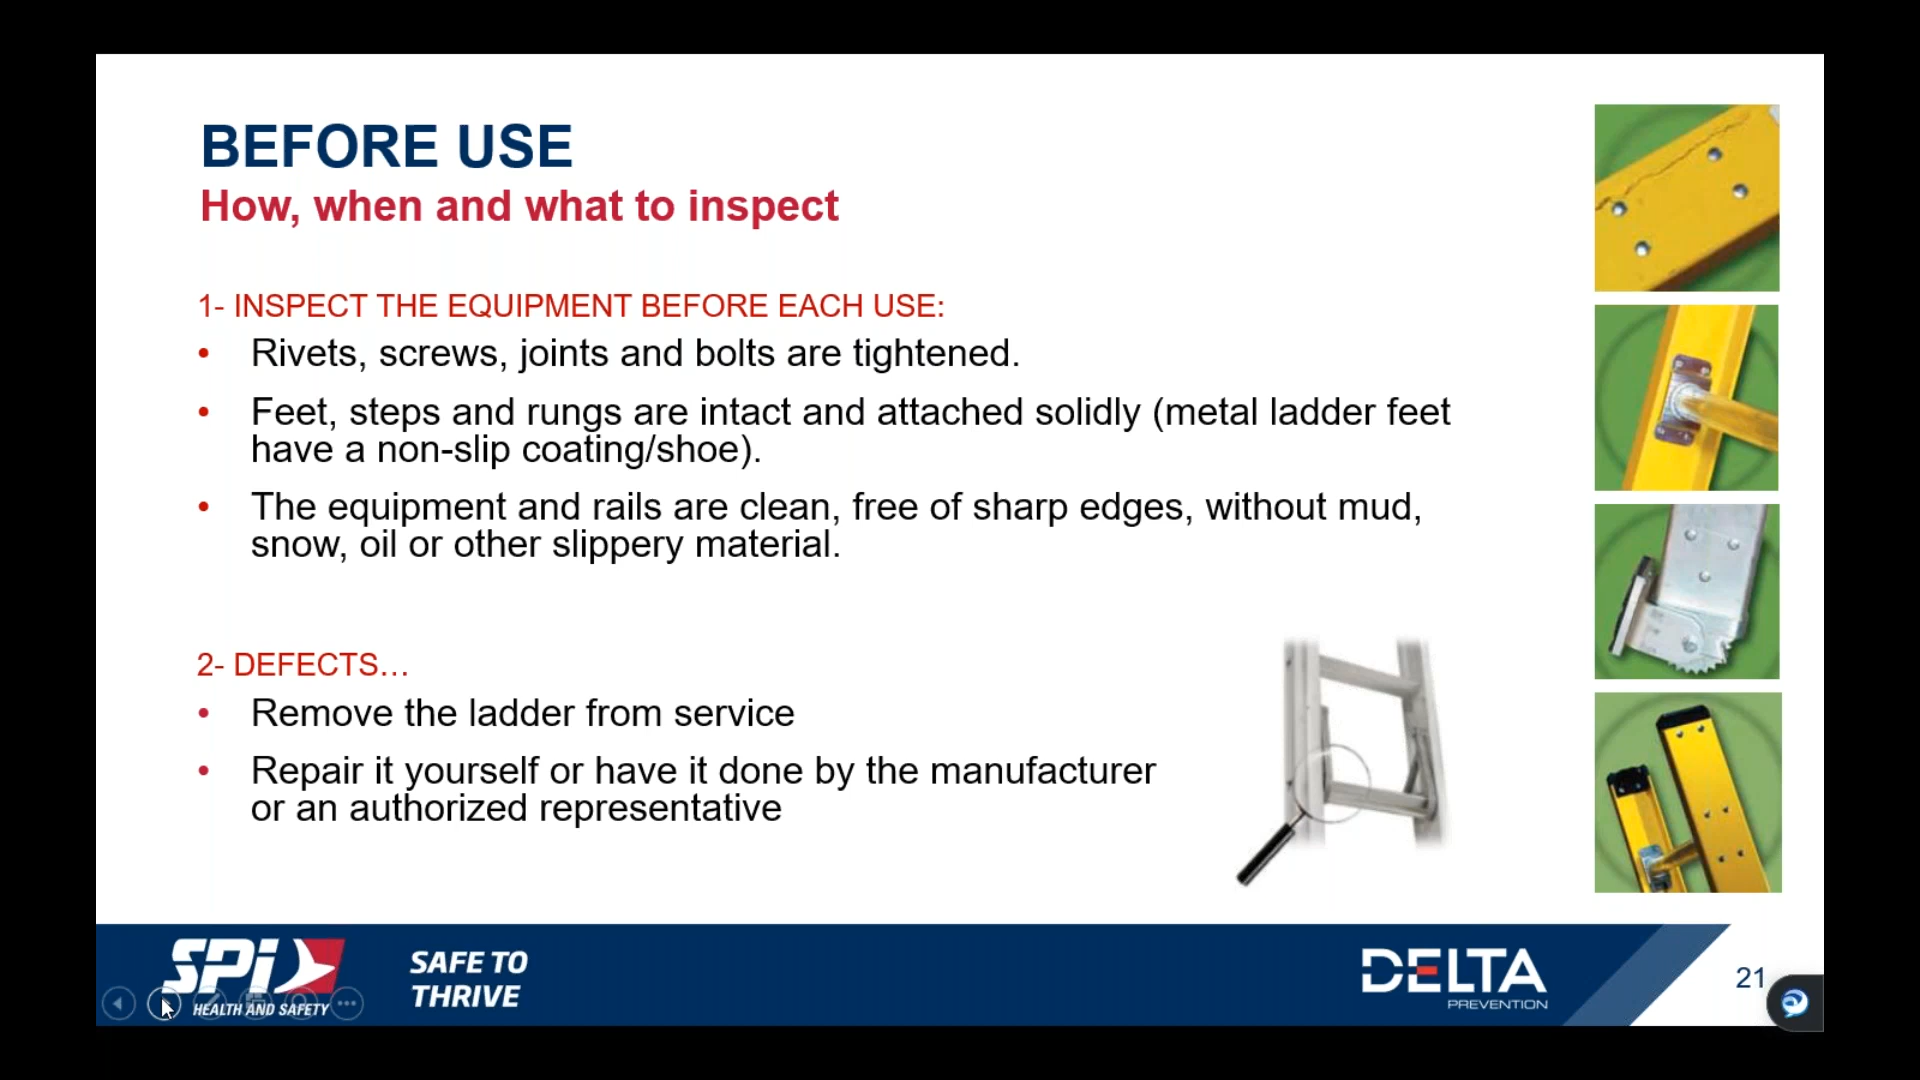 BEFORE USE
How, when and what to inspect
1- INSPECT THE EQUIPMENT BEFORE EACH USE:
• Rivets, screws, joints and bolts are tightened.
• Feet, steps and rungs are intact and attached solidly (metal ladder feet
have a non-slip coating/shoe).
• The equipment and rails are clean, free of sharp edges, without mud,
snow, oil or other slippery material.
2- DEFECTS…
• Remove the ladder from service
• Repair it yourself or have it done by the manufacturer
or an authorized representative
SPi
HEALTH AND SAFETY
SAFE TO
THRIVE
DELTA
PREVENTION
21